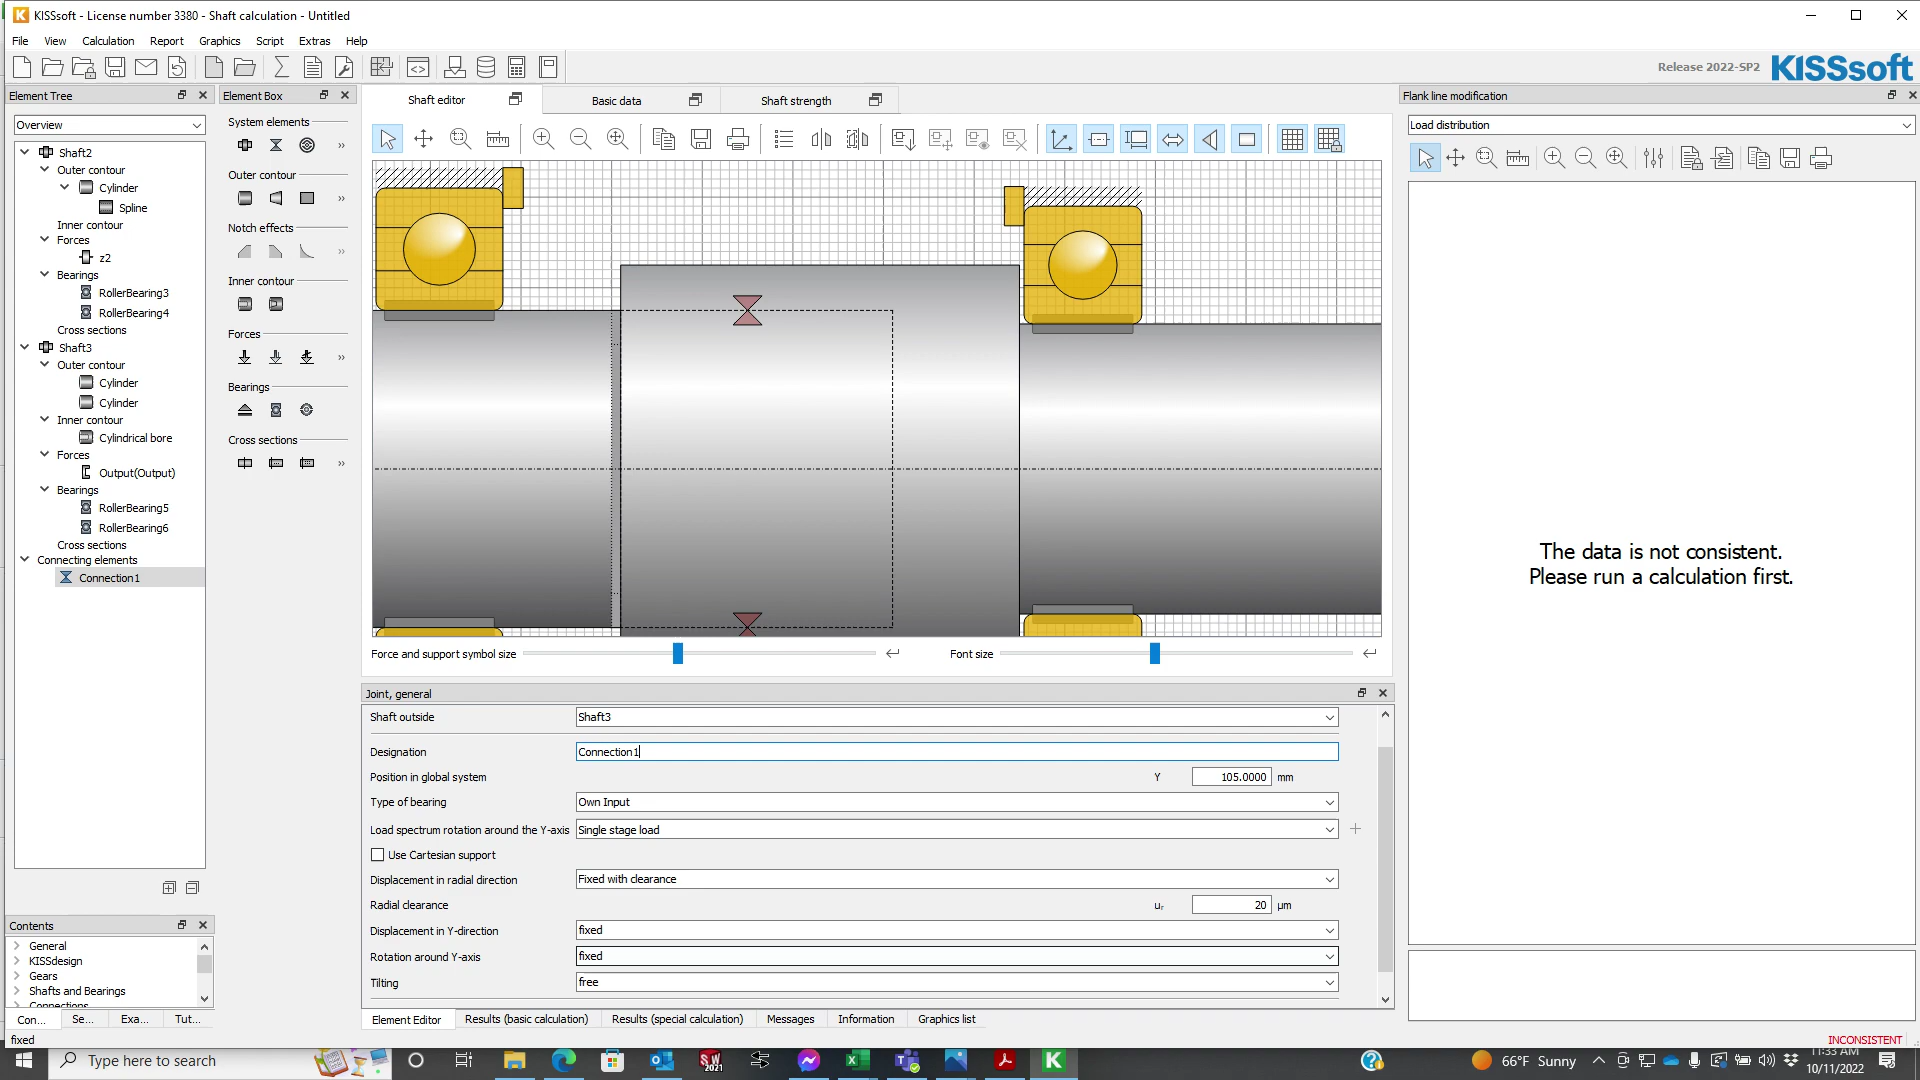 KISSsoft - License number 3380 - Shaft calculation - Untitled
File View Calculation Report Graphics Script Extras Help
Release 2022-SP2 KISSsoft
Element Tree
Overview
Shaft2
Outer contour
Cylinder
Spline
Inner contour
Forces
z2
Bearings
RollerBearing3
RollerBearing4
Cross sections
Shaft3
Outer contour
Cylinder
Cylinder
Inner contour
Cylindrical bore
Forces
Output(Output)
Bearings
RollerBearing5
RollerBearing6
Cross sections
Connecting elements
Connection1
Contents
General
KISSdesign
Gears
Shafts and Bearings
Connections
Con... Se... Exa... Tut...
fixed
Element Box
System elements
Outer contour
Notch effects
Inner contour
Forces
Bearings
Cross sections
Shaft editor Basic data Shaft strength
Force and support symbol size Font size
Joint, general
Shaft outside Shaft3
Designation Connection1
Position in global system Y 105.0000 mm
Type of bearing Own Input
Load spectrum rotation around the Y-axis Single stage load
Use Cartesian support
Displacement in radial direction Fixed with clearance
Radial clearance ur 20 µm
Displacement in Y-direction fixed
Rotation around Y-axis fixed
Tilting free
Element Editor Results (basic calculation) Results (special calculation) Messages Information Graphics list
Flank line modification
Load distribution
The data is not consistent.
Please run a calculation first.
INCONSISTENT
Type here to search
SW
2021
66°F Sunny
11:33 AM
10/11/2022